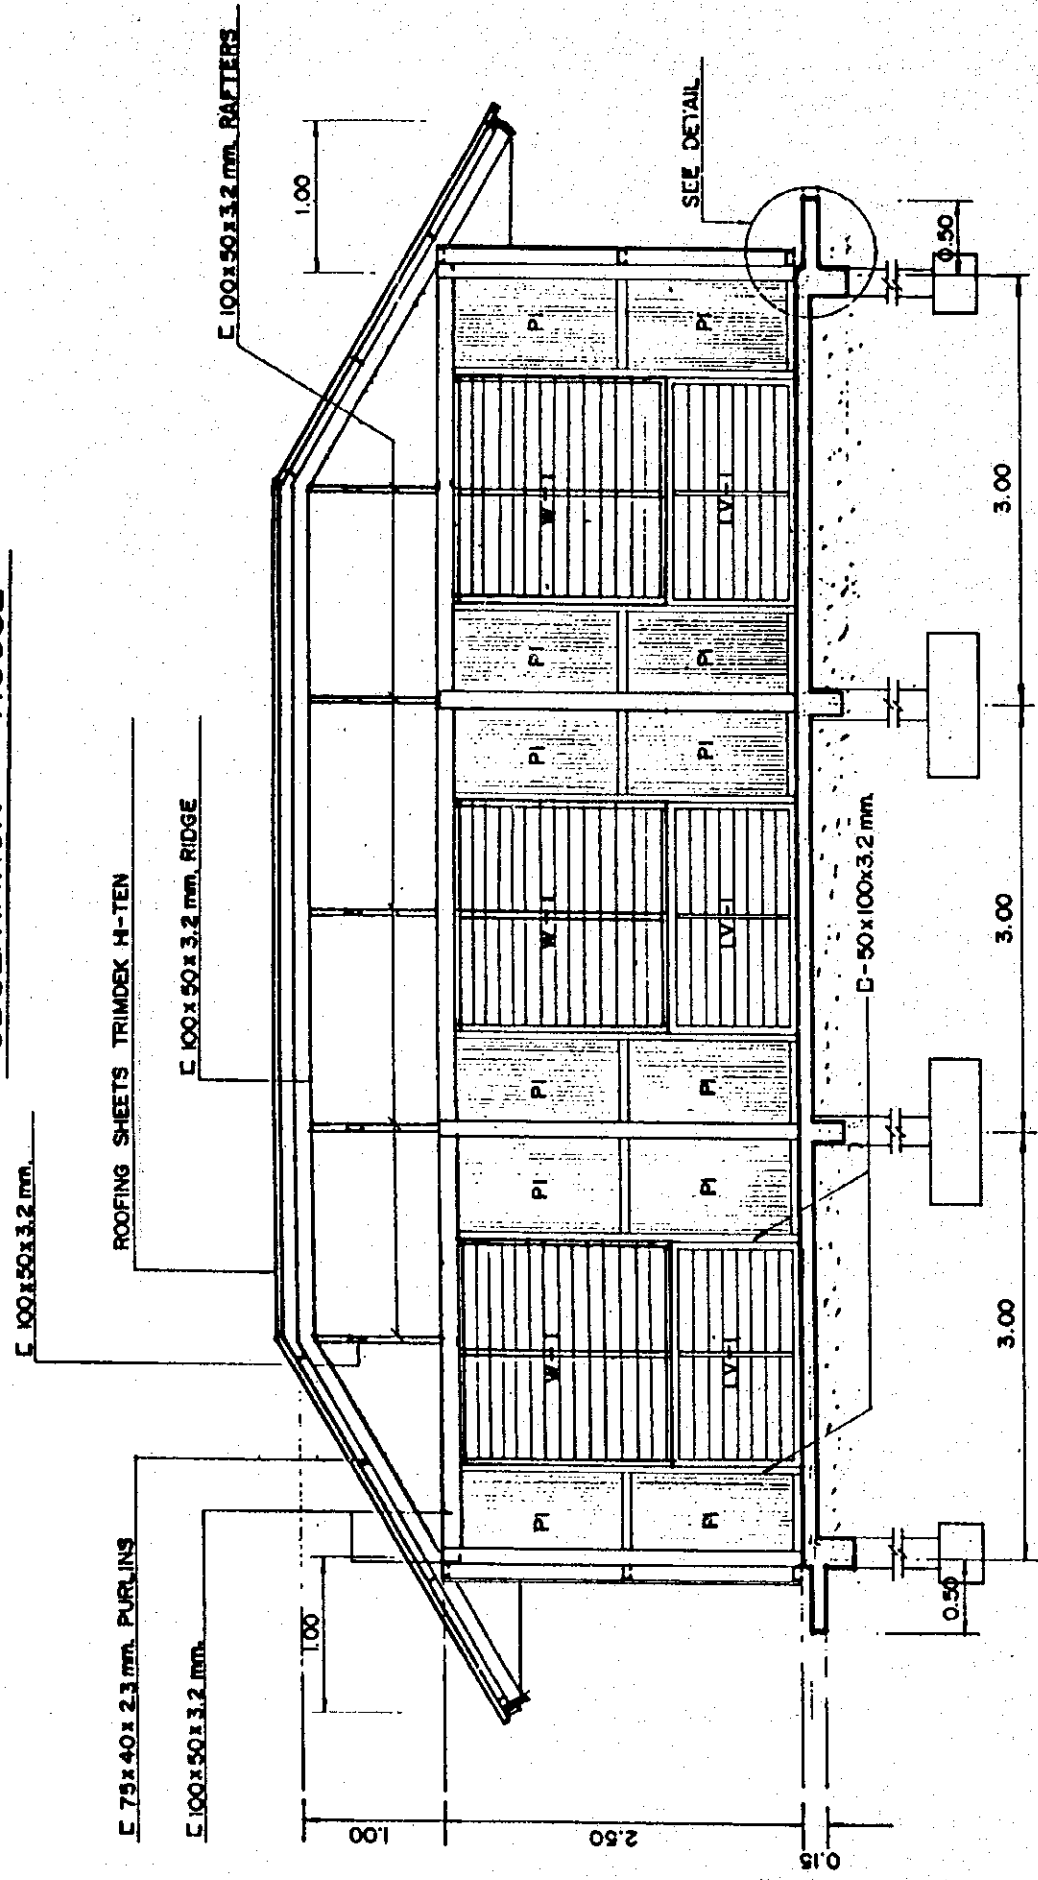 C 100x50x3.2 mm.
ROOFING SHEETS TRIMDEK HI-TEN
C 100x50x3.2 mm. RIDGE
C 100x50x3.2 mm. RAFTERS
C 75x40x2.3 mm. PURLINS
C 100x50x3.2 mm.
1.00
1.00
1.00
2.50
0.15
SEE DETAIL
P1
W-1
P1
P1
W-1
P1
P1
W-1
P1
P1
LV-1
P1
P1
LV-1
P1
P1
LV-1
P1
C-50x100x3.2 mm.
0.50
0.50
3.00
3.00
3.00